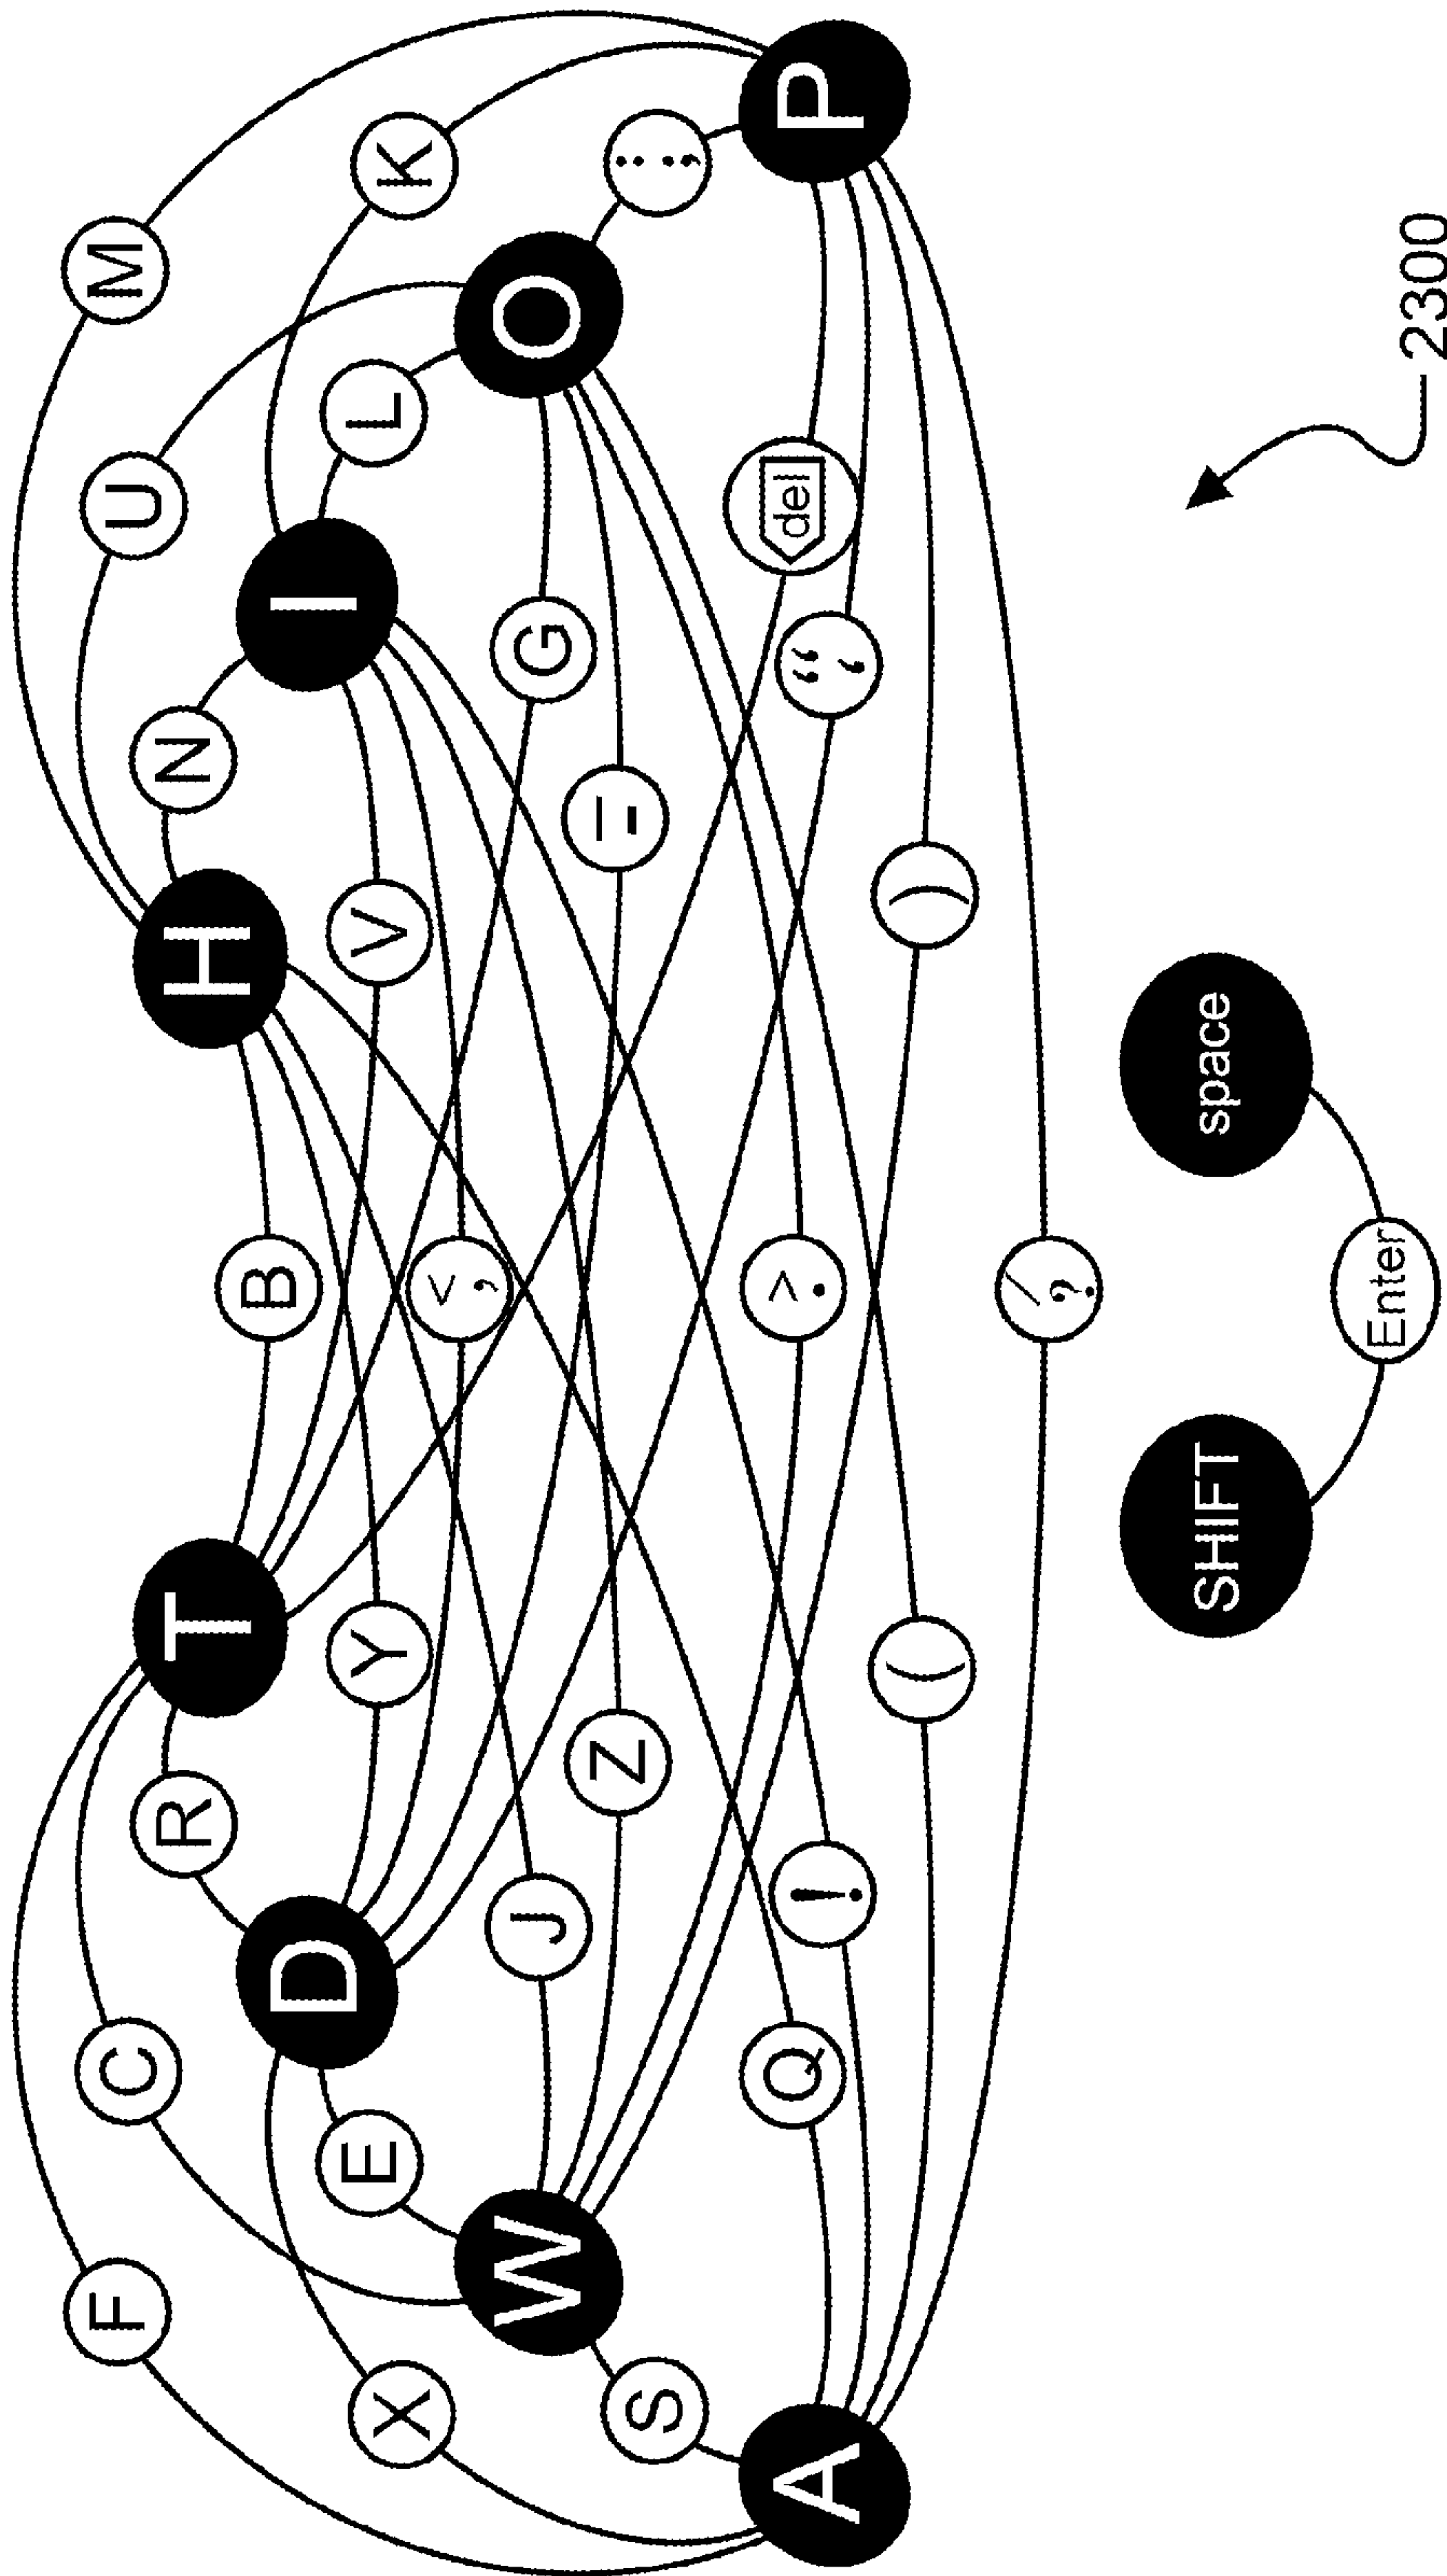 F M
C U
R N
T H
B
D I
E L
Y V
X K
<
,
W J G O
Z _
-
S :
;
Q > del
.
A ! “ P
‘
( )
/
?
SHIFT space
Enter
2300